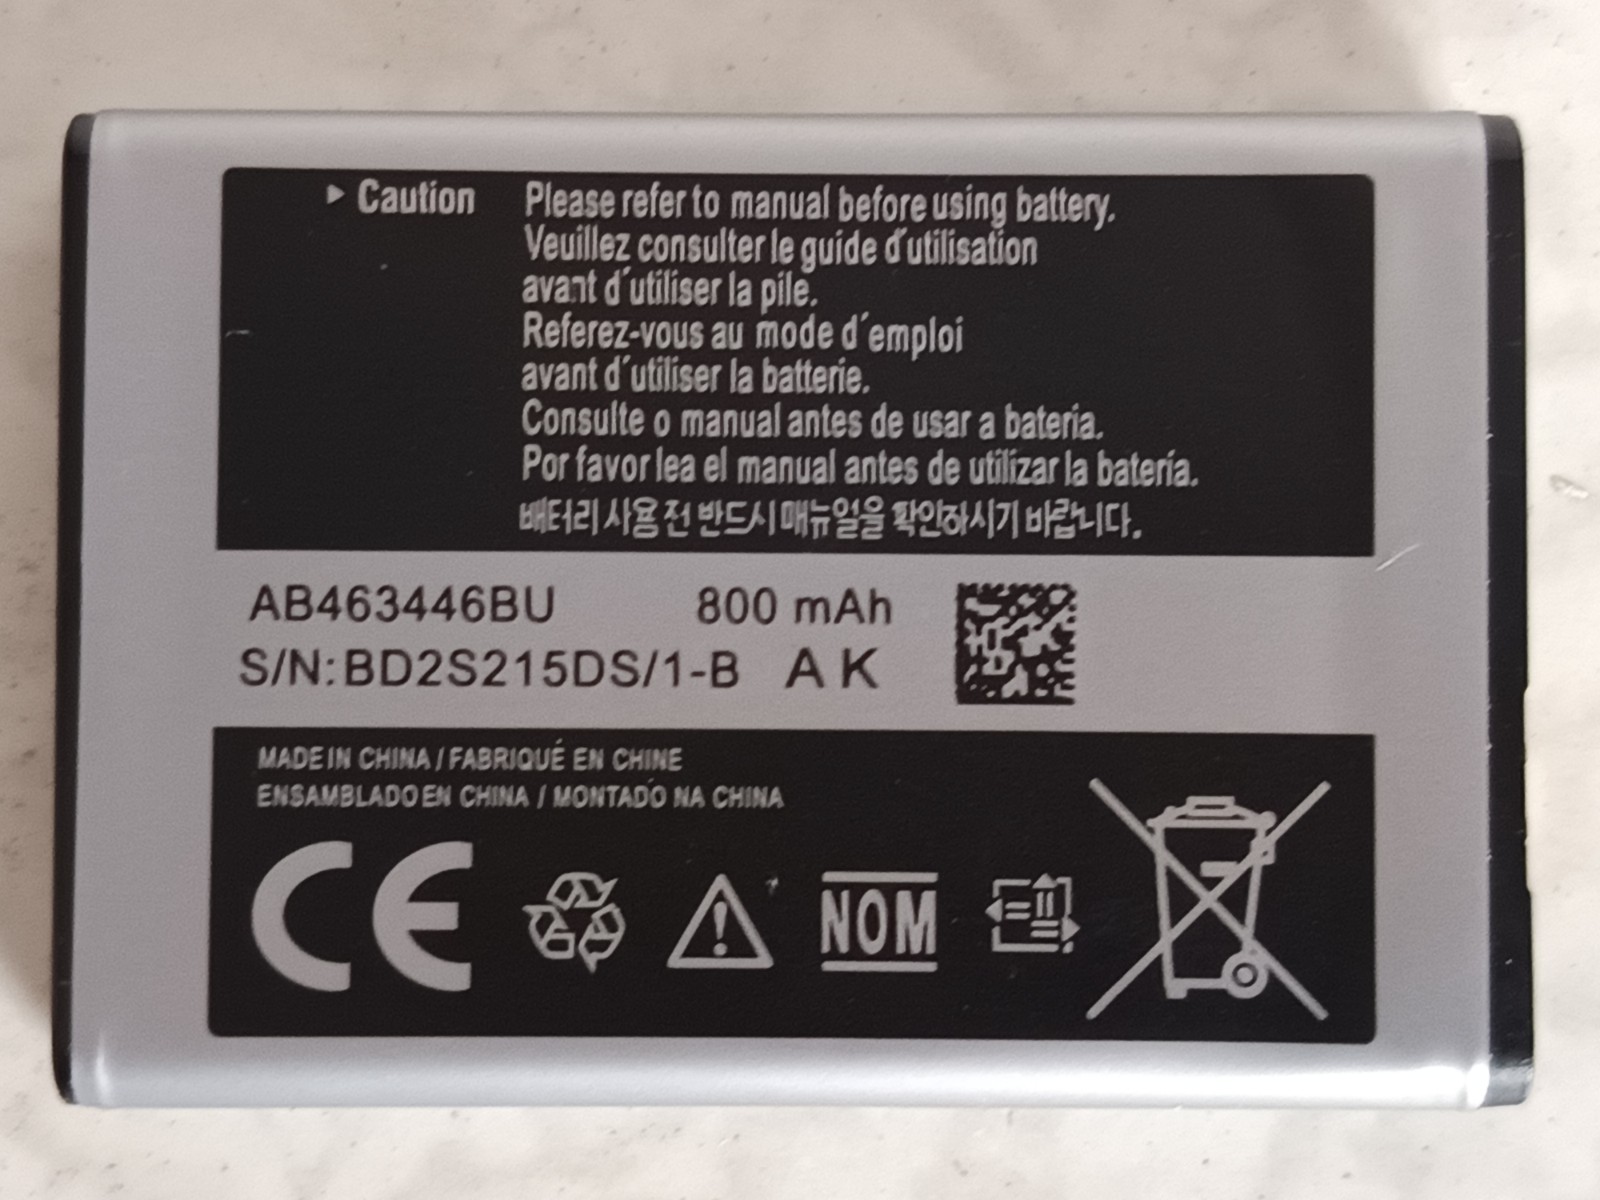 ▶ Caution Please refer to manual before using battery.
Veuillez consulter le guide d'utilisation
avant d'utiliser la pile.
Referez-vous au mode d'emploi
avant d'utiliser la batterie.
Consulte o manual antes de usar a bateria.
Por favor lea el manual antes de utilizar la batería.
배터리 사용 전 반드시 매뉴얼을 확인하시기 바랍니다.
AB463446BU 800 mAh
S/N:BD2S215DS/1-B A K
MADE IN CHINA / FABRIQUÉ EN CHINE
ENSAMBLADO EN CHINA / MONTADO NA CHINA
CE NOM